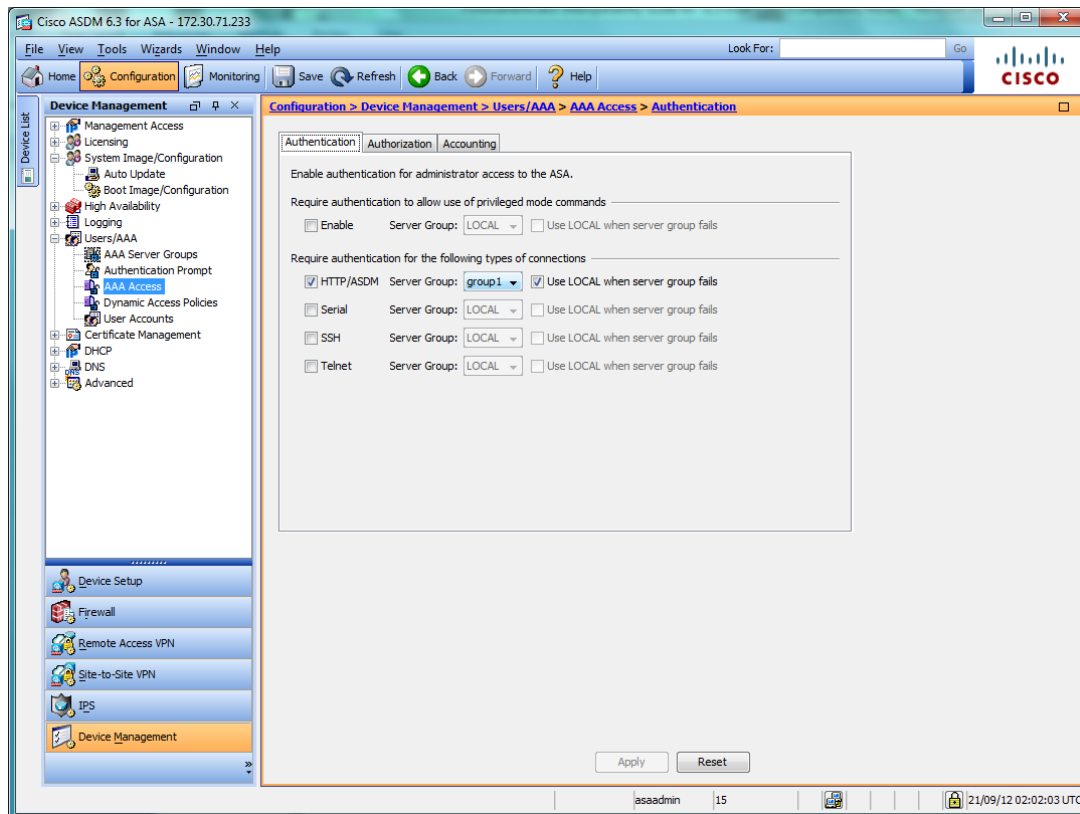 Cisco ASDM 6.3 for ASA - 172.30.71.233
File View Tools Wizards Window Help Look For: Go
Home Configuration Monitoring Save Refresh Back Forward Help
CISCO
Device List
Device Management
Management Access
Licensing
System Image/Configuration
Auto Update
Boot Image/Configuration
High Availability
Logging
Users/AAA
AAA Server Groups
Authentication Prompt
AAA Access
Dynamic Access Policies
User Accounts
Certificate Management
DHCP
DNS
Advanced
Device Setup
Firewall
Remote Access VPN
Site-to-Site VPN
IPS
Device Management
Configuration > Device Management > Users/AAA > AAA Access > Authentication
Authentication Authorization Accounting
Enable authentication for administrator access to the ASA.
Require authentication to allow use of privileged mode commands
Enable Server Group: LOCAL Use LOCAL when server group fails
Require authentication for the following types of connections
HTTP/ASDM Server Group: group1 Use LOCAL when server group fails
Serial Server Group: LOCAL Use LOCAL when server group fails
SSH Server Group: LOCAL Use LOCAL when server group fails
Telnet Server Group: LOCAL Use LOCAL when server group fails
Apply Reset
asaadmin 15 21/09/12 02:02:03 UTC